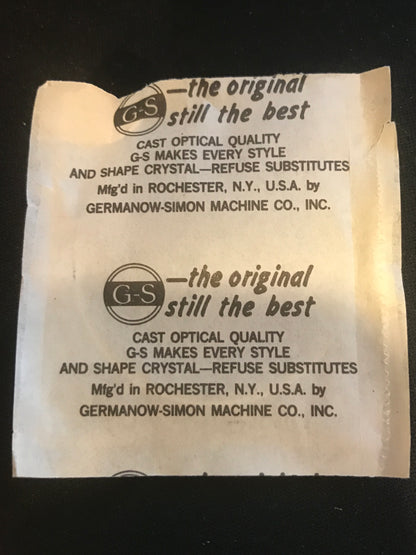 G-S —the original
still the best
CAST OPTICAL QUALITY
G-S MAKES EVERY STYLE
AND SHAPE CRYSTAL—REFUSE SUBSTITUTES
Mfg'd in ROCHESTER, N.Y., U.S.A. by
GERMANOW-SIMON MACHINE CO., INC.
G-S —the original
still the best
CAST OPTICAL QUALITY
G-S MAKES EVERY STYLE
AND SHAPE CRYSTAL—REFUSE SUBSTITUTES
Mfg'd in ROCHESTER, N.Y., U.S.A. by
GERMANOW-SIMON MACHINE CO., INC.
—the original